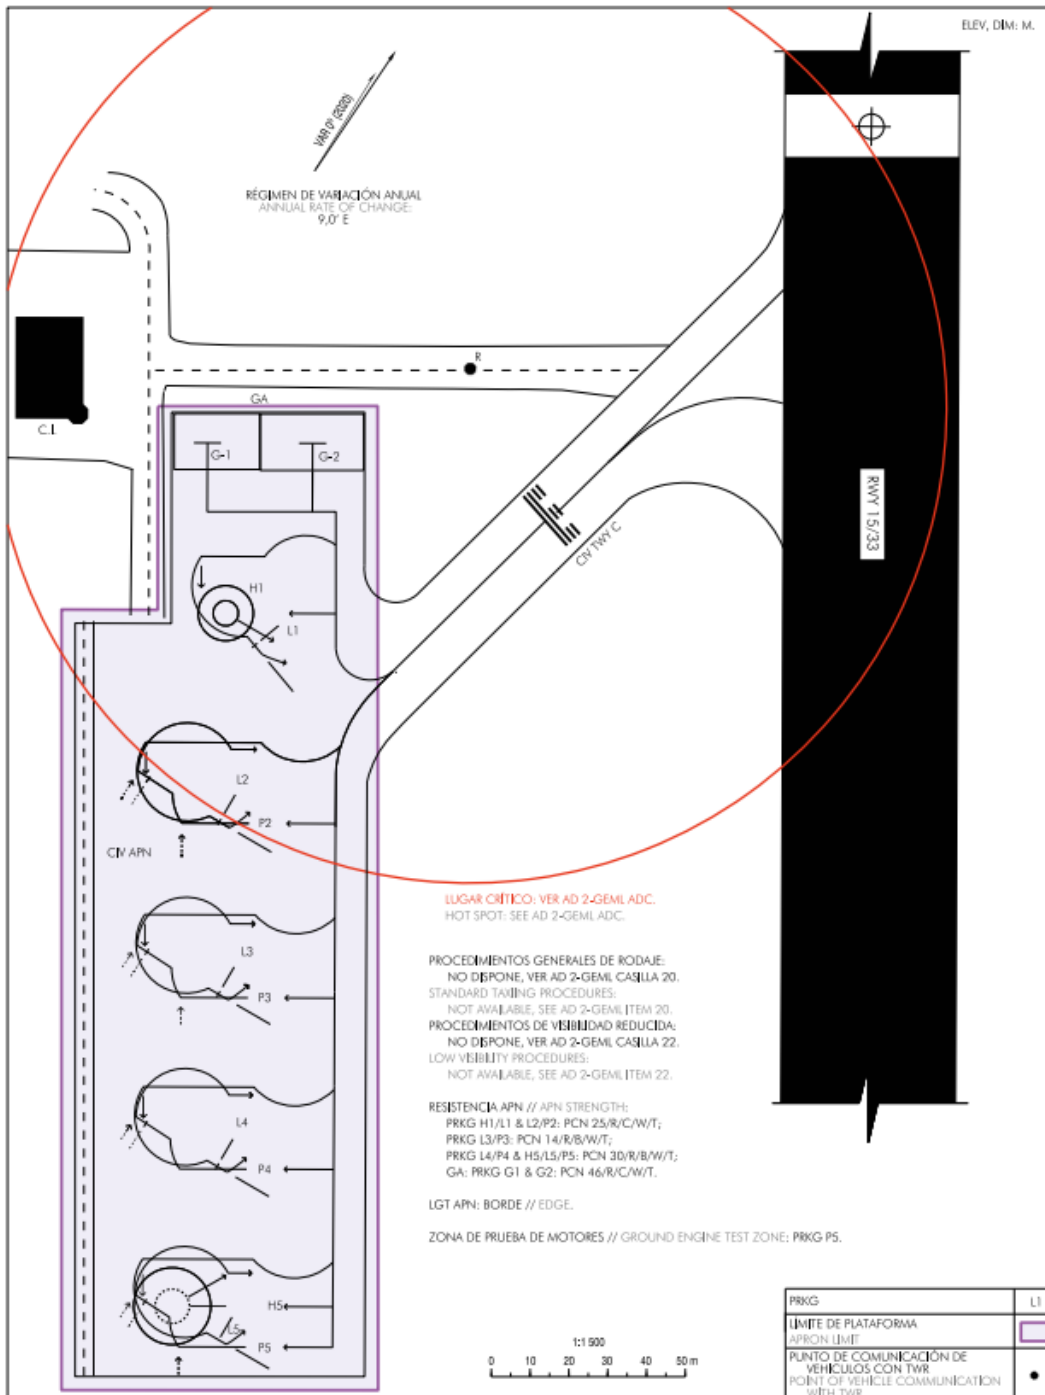 ELEV, DIM: M.
VAR 0° (2020)
RÉGIMEN DE VARIACIÓN ANUAL
ANNUAL RATE OF CHANGE:
9,0' E
R
GA
C.I.
G-1
G-2
RWY 15/33
CIV TWY C
H1
L1
L2
P2
CIV APN
LUGAR CRÍTICO: VER AD 2-GEML ADC.
HOT SPOT: SEE AD 2-GEML ADC.
L3
P3
PROCEDIMIENTOS GENERALES DE RODAJE:
NO DISPONE, VER AD 2-GEML CASILLA 20.
STANDARD TAXIING PROCEDURES:
NOT AVAILABLE, SEE AD 2-GEML ITEM 20.
PROCEDIMIENTOS DE VISIBILIDAD REDUCIDA:
NO DISPONE, VER AD 2-GEML CASILLA 22.
LOW VISIBILITY PROCEDURES:
NOT AVAILABLE, SEE AD 2-GEML ITEM 22.
L4
P4
RESISTENCIA APN // APN STRENGTH:
PRKG H1/L1 & L2/P2: PCN 25/R/C/W/T;
PRKG L3/P3: PCN 14/R/B/W/T;
PRKG L4/P4 & H5/L5/P5: PCN 30/R/B/W/T;
GA: PRKG G1 & G2: PCN 46/R/C/W/T.
LGT APN: BORDE // EDGE.
ZONA DE PRUEBA DE MOTORES // GROUND ENGINE TEST ZONE: PRKG P5.
H5
L5
P5
1:1 500
0 10 20 30 40 50 m
PRKG L1
LÍMITE DE PLATAFORMA
APRON LIMIT
PUNTO DE COMUNICACIÓN DE
VEHÍCULOS CON TWR
POINT OF VEHICLE COMMUNICATION
WITH TWR